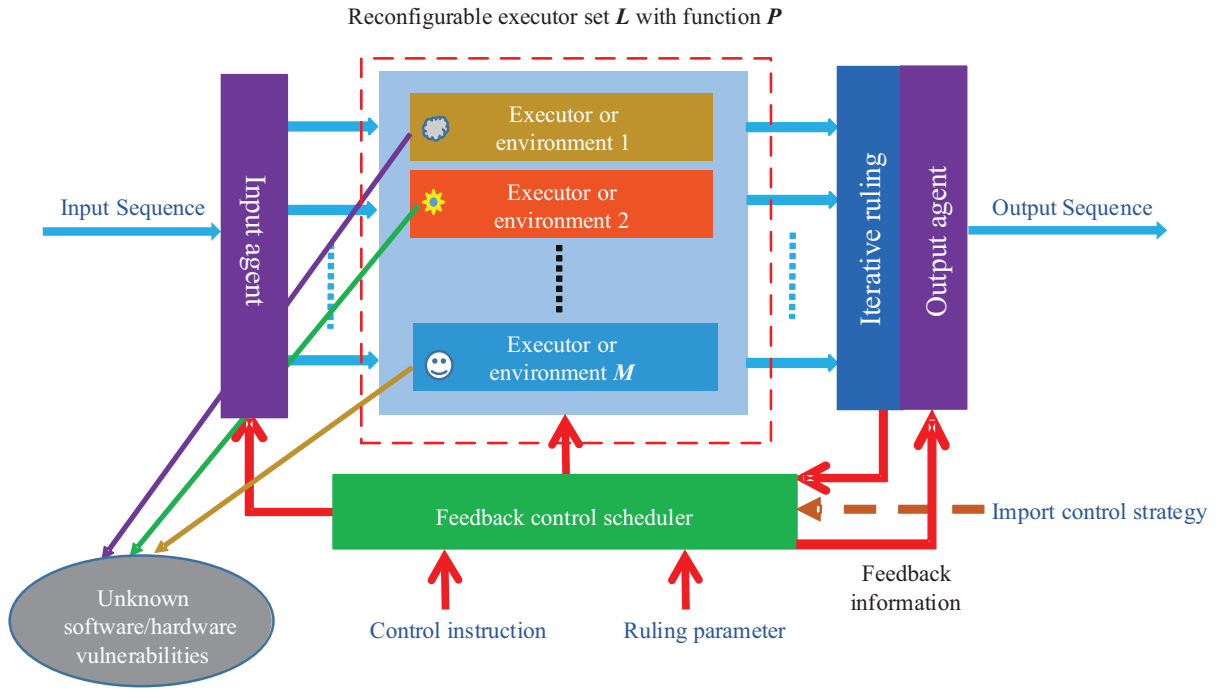 Reconfigurable executor set L with function P
Input Sequence
Input agent
Executor or
environment 1
Executor or
environment 2
Executor or
environment M
Iterative ruling
Output agent
Output Sequence
Feedback control scheduler
Import control strategy
Feedback
information
Control instruction
Ruling parameter
Unknown
software/hardware
vulnerabilities